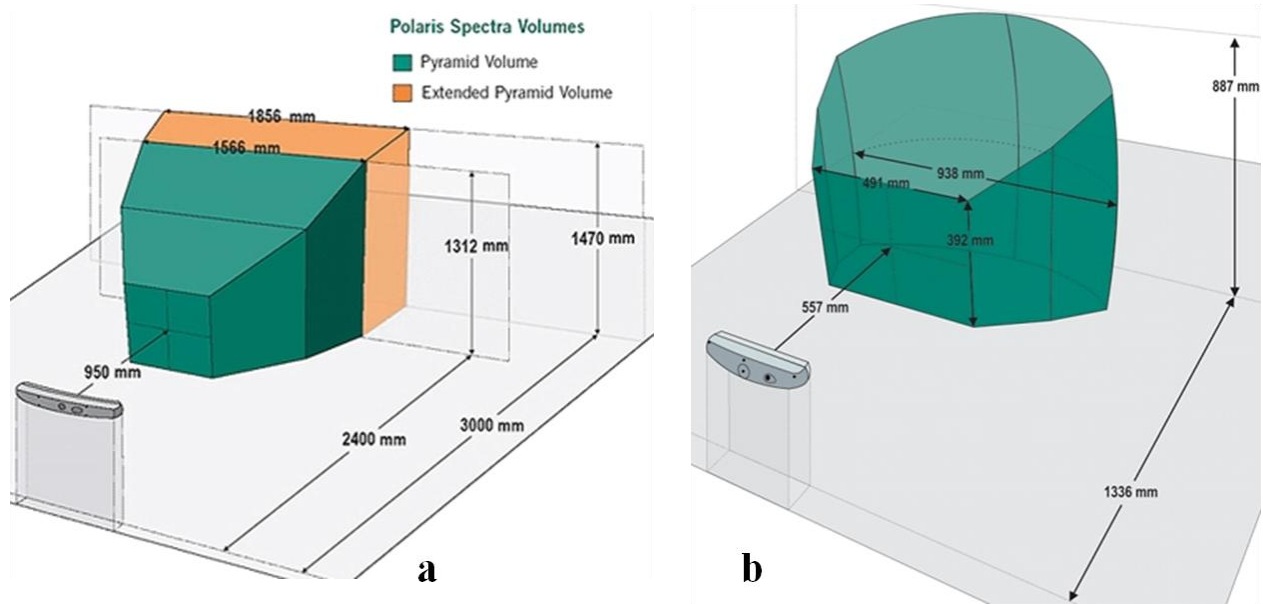 Polaris Spectra Volumes
Pyramid Volume
Extended Pyramid Volume
1856 mm
1566 mm
1312 mm
1470 mm
950 mm
2400 mm
3000 mm
a
887 mm
938 mm
491 mm
392 mm
557 mm
1336 mm
b